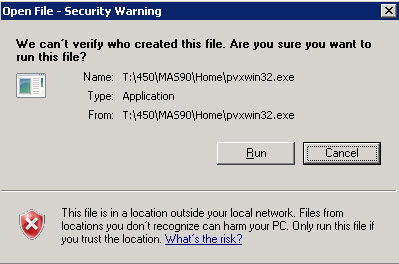 Open File - Security Warning
We can't verify who created this file. Are you sure you want to
run this file?
Name: T:\450\MAS90\Home\pvxwin32.exe
Type: Application
From: T:\450\MAS90\Home\pvxwin32.exe
Run Cancel
This file is in a location outside your local network. Files from
locations you don't recognize can harm your PC. Only run this file if
you trust the location. What's the risk?